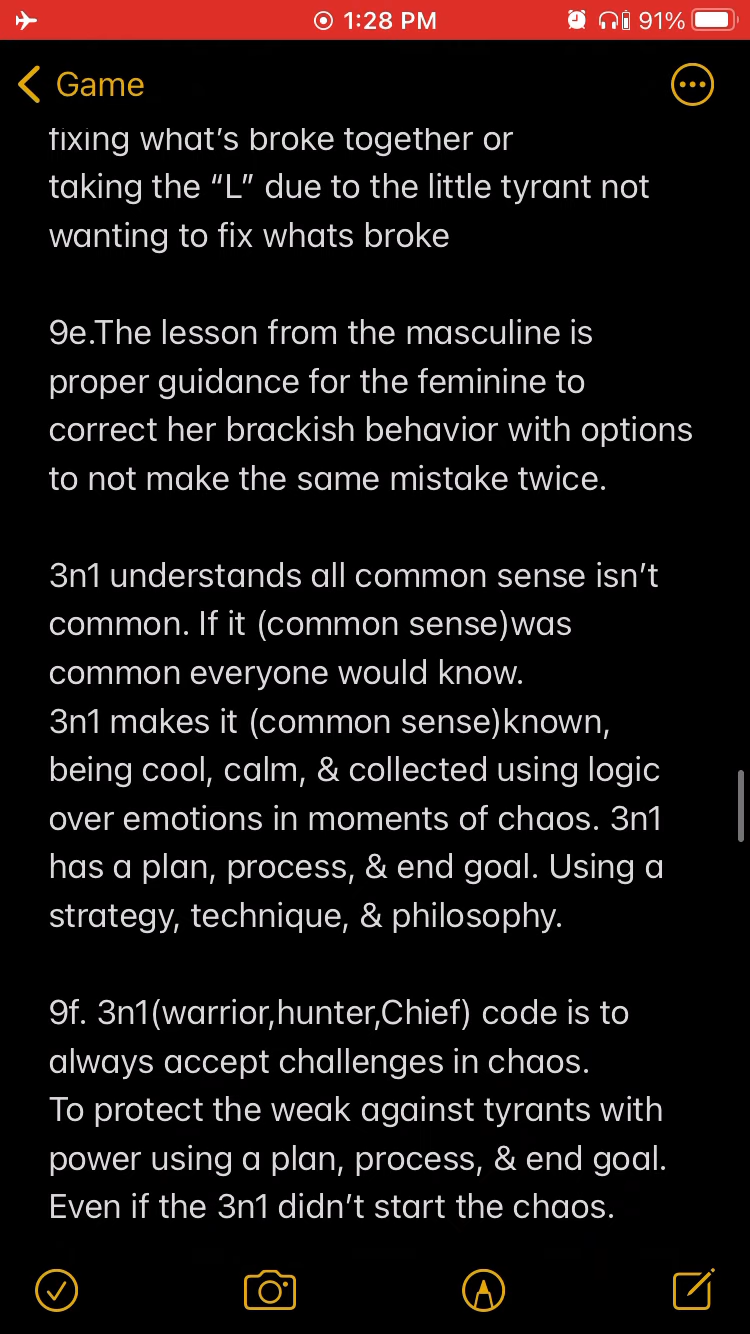 1:28 PM
91%
Game
fixing what's broke together or
taking the “L” due to the little tyrant not
wanting to fix whats broke
9e.The lesson from the masculine is
proper guidance for the feminine to
correct her brackish behavior with options
to not make the same mistake twice.
3n1 understands all common sense isn't
common. If it (common sense)was
common everyone would know.
3n1 makes it (common sense)known,
being cool, calm, & collected using logic
over emotions in moments of chaos. 3n1
has a plan, process, & end goal. Using a
strategy, technique, & philosophy.
9f. 3n1(warrior,hunter,Chief) code is to
always accept challenges in chaos.
To protect the weak against tyrants with
power using a plan, process, & end goal.
Even if the 3n1 didn't start the chaos.